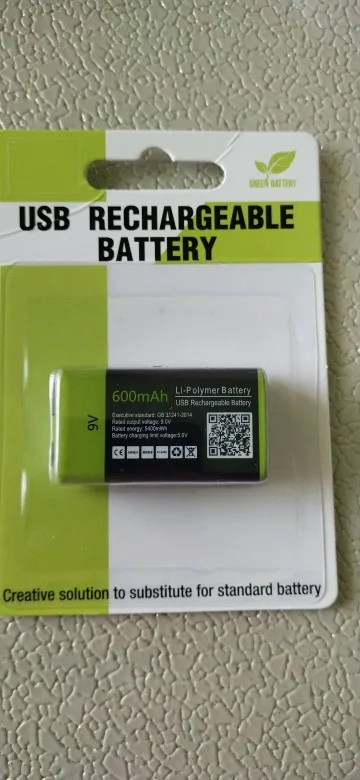 GREEN BATTERY
USB RECHARGEABLE
BATTERY
9V
600mAh
Li-Polymer Battery
USB Rechargeable Battery
Executive standard: GB 31241-2014
Rated output voltage: 9.0V
Rated energy: 5400mWh
Battery charging limit voltage:5.0V
CE
Creative solution to substitute for standard battery